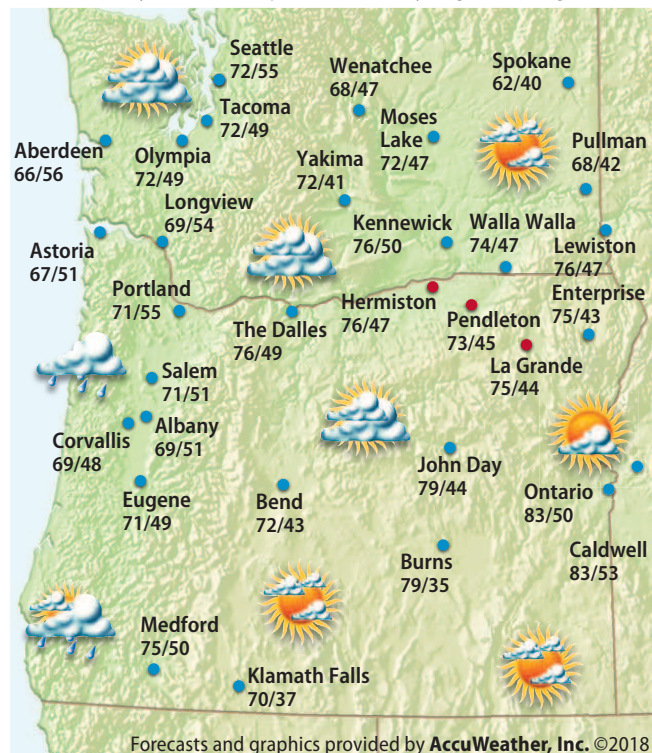 Seattle
72/55
Wenatchee
68/47
Spokane
62/40
Tacoma
72/49
Moses
Lake
72/47
Aberdeen
66/56
Olympia
72/49
Yakima
72/41
Pullman
68/42
Longview
69/54
Kennewick
76/50
Walla Walla
74/47
Lewiston
76/47
Astoria
67/51
Portland
71/55
The Dalles
76/49
Hermiston
76/47
Pendleton
73/45
Enterprise
75/43
La Grande
75/44
Salem
71/51
Albany
69/51
Corvallis
69/48
Eugene
71/49
Bend
72/43
John Day
79/44
Ontario
83/50
Burns
79/35
Caldwell
83/53
Medford
75/50
Klamath Falls
70/37
Forecasts and graphics provided by AccuWeather, Inc. ©2018